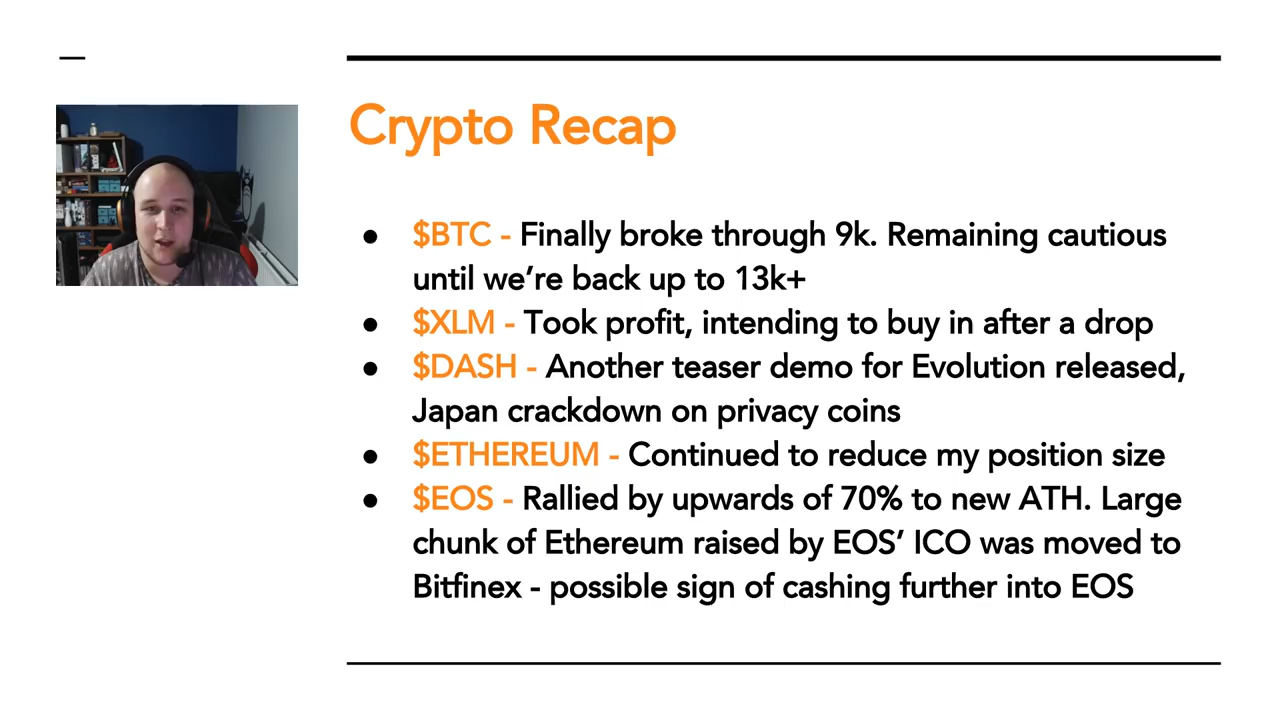 Crypto Recap
● $BTC - Finally broke through 9k. Remaining cautious
until we’re back up to 13k+
● $XLM - Took profit, intending to buy in after a drop
● $DASH - Another teaser demo for Evolution released,
Japan crackdown on privacy coins
● $ETHEREUM - Continued to reduce my position size
● $EOS - Rallied by upwards of 70% to new ATH. Large
chunk of Ethereum raised by EOS’ ICO was moved to
Bitfinex - possible sign of cashing further into EOS